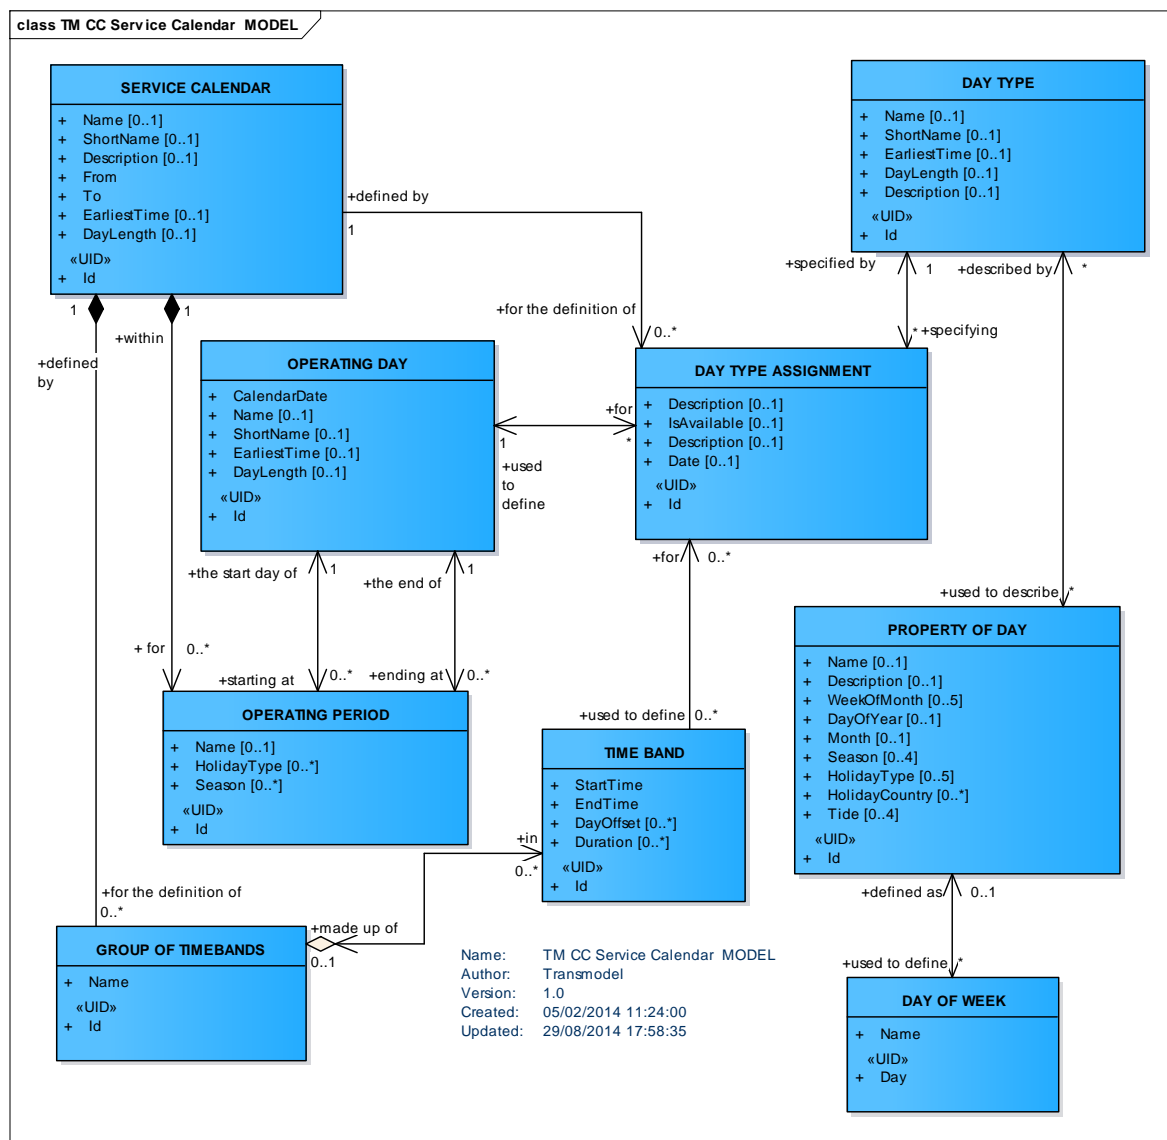 class TM CC Service Calendar  MODEL
SERVICE CALENDAR
+ Name [0..1]
+ ShortName [0..1]
+ Description [0..1]
+ From
+ To
+ EarliestTime [0..1]
+ DayLength [0..1]
«UID»
+ Id
DAY TYPE
+ Name [0..1]
+ ShortName [0..1]
+ EarliestTime [0..1]
+ DayLength [0..1]
+ Description [0..1]
«UID»
+ Id
+defined by
1
+specified by
1
+described by
*
1
+defined
by
+within
1
+for the definition of
0..*
*
+specifying
OPERATING DAY
+ CalendarDate
+ Name [0..1]
+ ShortName [0..1]
+ EarliestTime [0..1]
+ DayLength [0..1]
«UID»
+ Id
+for
*
1
+used
to
define
DAY TYPE ASSIGNMENT
+ Description [0..1]
+ IsAvailable [0..1]
+ Description [0..1]
+ Date [0..1]
«UID»
+ Id
+the start day of
1
+the end of
1
+for
0..*
+used to describe
*
+ for
0..*
+starting at
0..*
+ending at
0..*
OPERATING PERIOD
+ Name [0..1]
+ HolidayType [0..*]
+ Season [0..*]
«UID»
+ Id
+used to define
0..*
TIME BAND
+ StartTime
+ EndTime
+ DayOffset [0..*]
+ Duration [0..*]
«UID»
+ Id
PROPERTY OF DAY
+ Name [0..1]
+ Description [0..1]
+ WeekOfMonth [0..5]
+ DayOfYear [0..1]
+ Month [0..1]
+ Season [0..4]
+ HolidayType [0..5]
+ HolidayCountry [0..*]
+ Tide [0..4]
«UID»
+ Id
+in
0..*
+for the definition of
0..*
+made up of
0..1
+defined as
0..1
GROUP OF TIMEBANDS
+ Name
«UID»
+ Id
Name: TM CC Service Calendar  MODEL
Author: Transmodel
Version: 1.0
Created: 05/02/2014 11:24:00
Updated: 29/08/2014 17:58:35
+used to define
*
DAY OF WEEK
+ Name
«UID»
+ Day